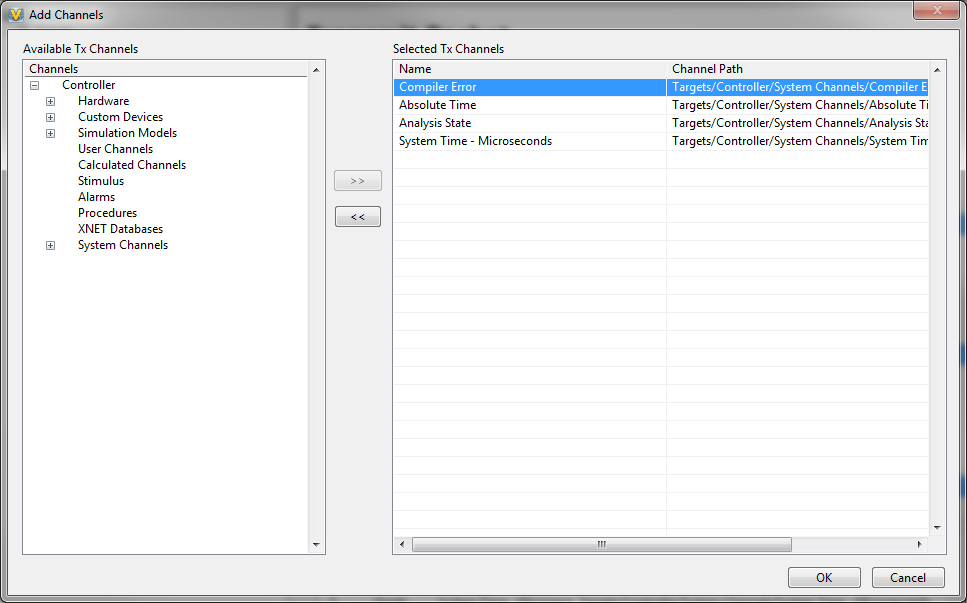 Add Channels
Available Tx Channels
Channels
Controller
Hardware
Custom Devices
Simulation Models
User Channels
Calculated Channels
Stimulus
Alarms
Procedures
XNET Databases
System Channels
>>
<<
Selected Tx Channels
Name Channel Path
Compiler Error Targets/Controller/System Channels/Compiler E
Absolute Time Targets/Controller/System Channels/Absolute Ti
Analysis State Targets/Controller/System Channels/Analysis Sta
System Time - Microseconds Targets/Controller/System Channels/System Tim
OK Cancel